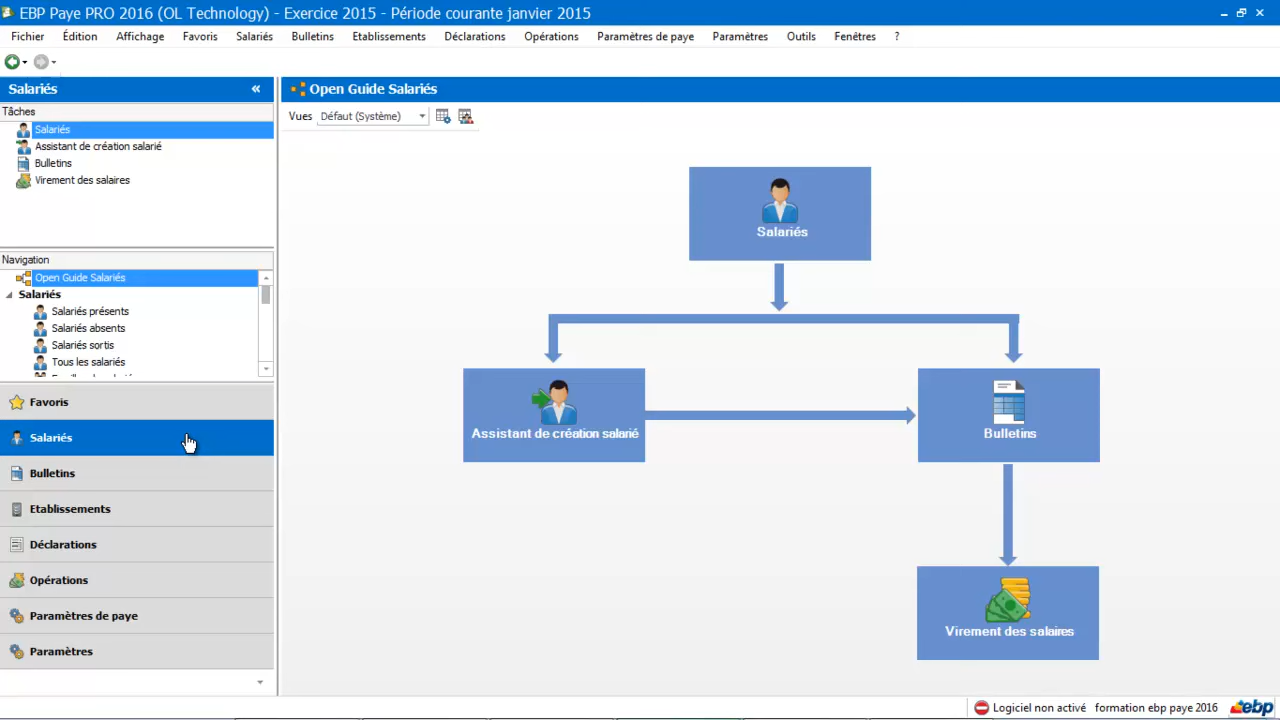 EBP Paye PRO 2016 (OL Technology) - Exercice 2015 - Période courante janvier 2015
Fichier Édition Affichage Favoris Salariés Bulletins Etablissements Déclarations Opérations Paramètres de paye Paramètres Outils Fenêtres ?
Salariés «
Tâches
Salariés
Assistant de création salarié
Bulletins
Virement des salaires
Navigation
Open Guide Salariés
Salariés
Salariés présents
Salariés absents
Salariés sortis
Tous les salariés
Favoris
Salariés
Bulletins
Etablissements
Déclarations
Opérations
Paramètres de paye
Paramètres
Open Guide Salariés
Vues Défaut (Système)
Salariés
Assistant de création salarié
Bulletins
Virement des salaires
Logiciel non activé formation ebp paye 2016 ebp